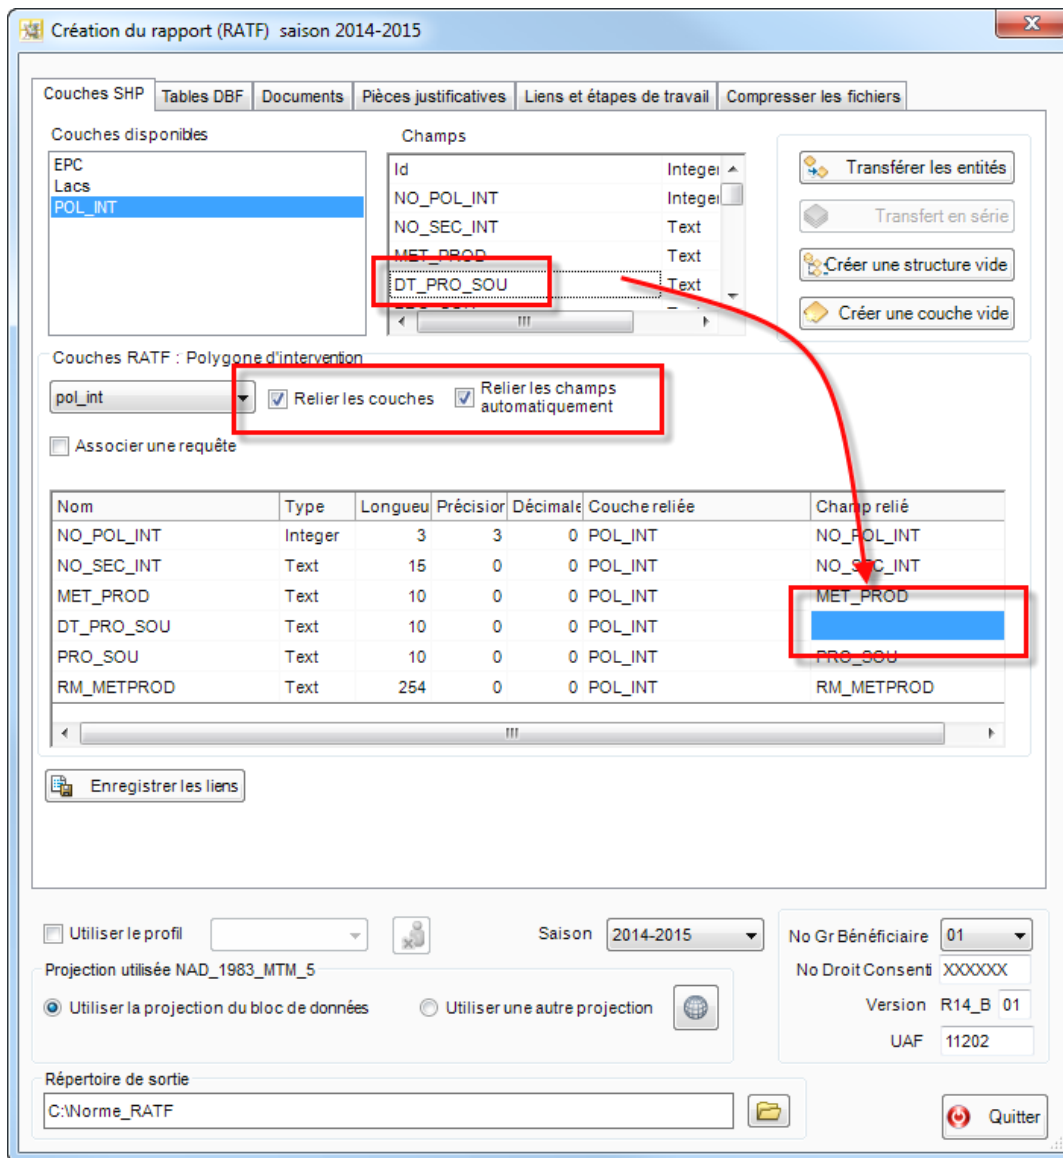 Création du rapport (RATF) saison 2014-2015
Couches SHP Tables DBF Documents Pièces justificatives Liens et étapes de travail Compresser les fichiers
Couches disponibles
EPC
Lacs
POL_INT
Champs
Id Integer
NO_POL_INT Integer
NO_SEC_INT Text
MET_PROD Text
DT_PRO_SOU Text
Transférer les entités
Transfert en série
Créer une structure vide
Créer une couche vide
Couches RATF : Polygone d'intervention
pol_int Relier les couches Relier les champs
automatiquement
Associer une requête
Nom Type Longueu Précision Décimale Couche reliée Champ relié
NO_POL_INT Integer 3 3 0 POL_INT NO_POL_INT
NO_SEC_INT Text 15 0 0 POL_INT NO_SEC_INT
MET_PROD Text 10 0 0 POL_INT MET_PROD
DT_PRO_SOU Text 10 0 0 POL_INT
PRO_SOU Text 10 0 0 POL_INT PRO_SOU
RM_METPROD Text 254 0 0 POL_INT RM_METPROD
Enregistrer les liens
Utiliser le profil Saison 2014-2015
Projection utilisée NAD_1983_MTM_5
Utiliser la projection du bloc de données Utiliser une autre projection
No Gr Bénéficiaire 01
No Droit Consenti XXXXXX
Version R14_B 01
UAF 11202
Répertoire de sortie
C:\Norme_RATF
Quitter